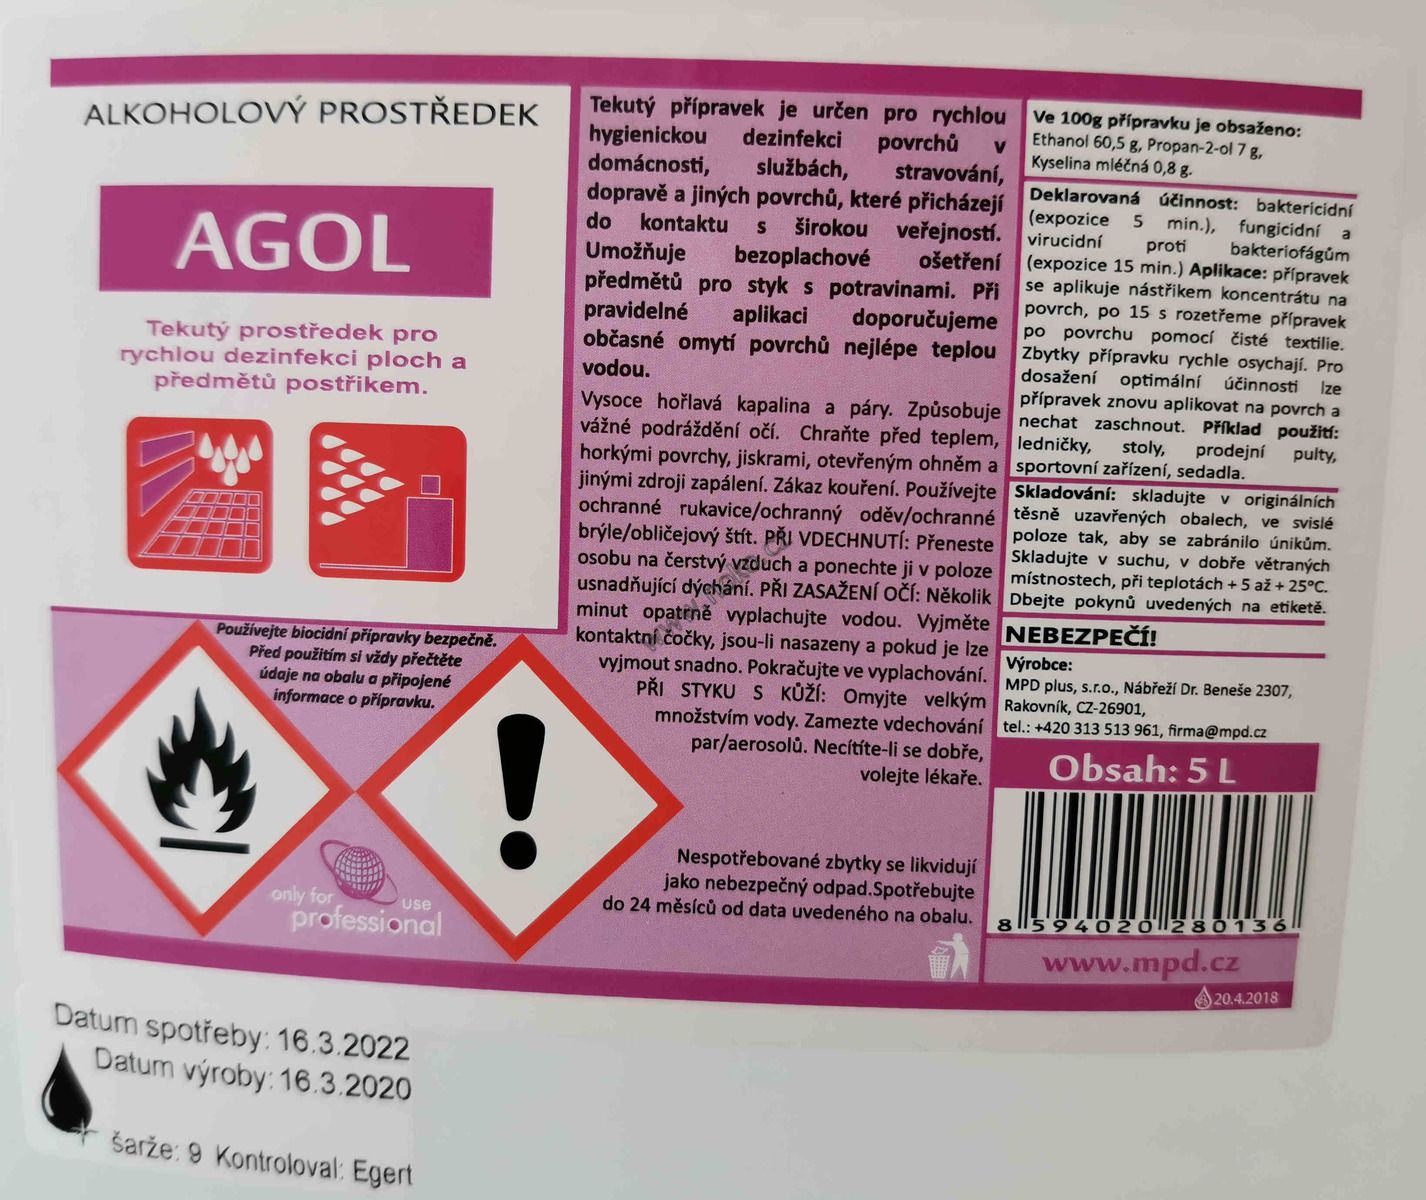 ALKOHOLOVÝ PROSTŘEDEK
AGOL
Tekutý prostředek pro
rychlou dezinfekci ploch a
předmětů postřikem.
Používejte biocidní přípravky bezpečně.
Před použitím si vždy přečtěte
údaje na obalu a připojené
informace o přípravku.
only for use
professional
Tekutý přípravek je určen pro rychlou
hygienickou dezinfekci povrchů v
domácnosti, službách, stravování,
dopravě a jiných povrchů, které přicházejí
do kontaktu s širokou veřejností.
Umožňuje bezoplachové ošetření
předmětů pro styk s potravinami. Při
pravidelné aplikaci doporučujeme
občasné omytí povrchů nejlépe teplou
vodou.
Vysoce hořlavá kapalina a páry. Způsobuje
vážné podráždění očí. Chraňte před teplem,
horkými povrchy, jiskrami, otevřeným ohněm a
jinými zdroji zapálení. Zákaz kouření. Používejte
ochranné rukavice/ochranný oděv/ochranné
brýle/obličejový štít. PŘI VDECHNUTÍ: Přeneste
osobu na čerstvý vzduch a ponechte ji v poloze
usnadňující dýchání. PŘI ZASAŽENÍ OČÍ: Několik
minut opatrně vyplachujte vodou. Vyjměte
kontaktní čočky, jsou-li nasazeny a pokud je lze
vyjmout snadno. Pokračujte ve vyplachování.
PŘI STYKU S KŮŽÍ: Omyjte velkým
množstvím vody. Zamezte vdechování
par/aerosolů. Necítíte-li se dobře,
volejte lékaře.
Nespotřebované zbytky se likvidují
jako nebezpečný odpad.Spotřebujte
do 24 měsíců od data uvedeného na obalu.
Ve 100g přípravku je obsaženo:
Ethanol 60,5 g, Propan-2-ol 7 g,
Kyselina mléčná 0,8 g.
Deklarovaná účinnost: baktericidní
(expozice 5 min.), fungicidní a
virucidní proti bakteriofágům
(expozice 15 min.) Aplikace: přípravek
se aplikuje nástřikem koncentrátu na
povrch, po 15 s rozetřeme přípravek
po povrchu pomocí čisté textilie.
Zbytky přípravku rychle osychají. Pro
dosažení optimální účinnosti lze
přípravek znovu aplikovat na povrch a
nechat zaschnout. Příklad použití:
ledničky, stoly, prodejní pulty,
sportovní zařízení, sedadla.
Skladování: skladujte v originálních
těsně uzavřených obalech, ve svislé
poloze tak, aby se zabránilo únikům.
Skladujte v suchu, v dobře větraných
místnostech, při teplotách + 5 až + 25°C.
Dbejte pokynů uvedených na etiketě.
NEBEZPEČÍ!
Výrobce:
MPD plus, s.r.o., Nábřeží Dr. Beneše 2307,
Rakovník, CZ-26901,
tel.: +420 313 513 961, firma@mpd.cz
Obsah: 5 L
8 594020 280136
www.mpd.cz
20.4.2018
Datum spotřeby: 16.3.2022
Datum výroby: 16.3.2020
šarže: 9 Kontroloval: Egert